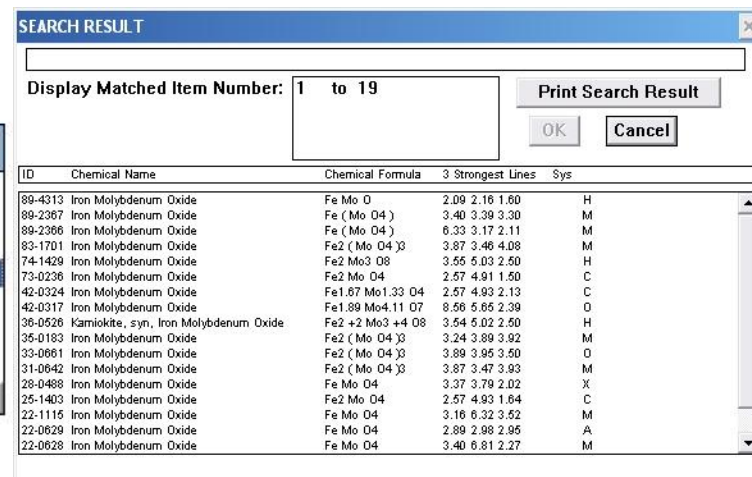 SEARCH RESULT
Display Matched Item Number: 1 to 19
Print Search Result
OK Cancel
ID Chemical Name Chemical Formula 3 Strongest Lines Sys
89-4313 Iron Molybdenum Oxide Fe Mo O 2.09 2.16 1.60 H
89-2367 Iron Molybdenum Oxide Fe ( Mo O4 ) 3.40 3.39 3.30 M
89-2366 Iron Molybdenum Oxide Fe ( Mo O4 ) 6.33 3.17 2.11 M
83-1701 Iron Molybdenum Oxide Fe2 ( Mo O4 )3 3.87 3.46 4.08 M
74-1429 Iron Molybdenum Oxide Fe2 Mo3 O8 3.55 5.03 2.50 H
73-0236 Iron Molybdenum Oxide Fe2 Mo O4 2.57 4.91 1.50 C
42-0324 Iron Molybdenum Oxide Fe1.67 Mo1.33 O4 2.57 4.93 2.13 C
42-0317 Iron Molybdenum Oxide Fe1.89 Mo4.11 O7 8.56 5.65 2.39 O
36-0526 Kamiokite, syn, Iron Molybdenum Oxide Fe2 +2 Mo3 +4 O8 3.54 5.02 2.50 H
35-0183 Iron Molybdenum Oxide Fe2 ( Mo O4 )3 3.24 3.89 3.92 M
33-0661 Iron Molybdenum Oxide Fe2 ( Mo O4 )3 3.89 3.95 3.50 O
31-0642 Iron Molybdenum Oxide Fe2 ( Mo O4 )3 3.87 3.47 3.93 M
28-0488 Iron Molybdenum Oxide Fe Mo O4 3.37 3.79 2.02 X
25-1403 Iron Molybdenum Oxide Fe2 Mo O4 2.57 4.93 1.64 C
22-1115 Iron Molybdenum Oxide Fe Mo O4 3.16 6.32 3.52 M
22-0629 Iron Molybdenum Oxide Fe Mo O4 2.89 2.98 2.95 A
22-0628 Iron Molybdenum Oxide Fe Mo O4 3.40 6.81 2.27 M